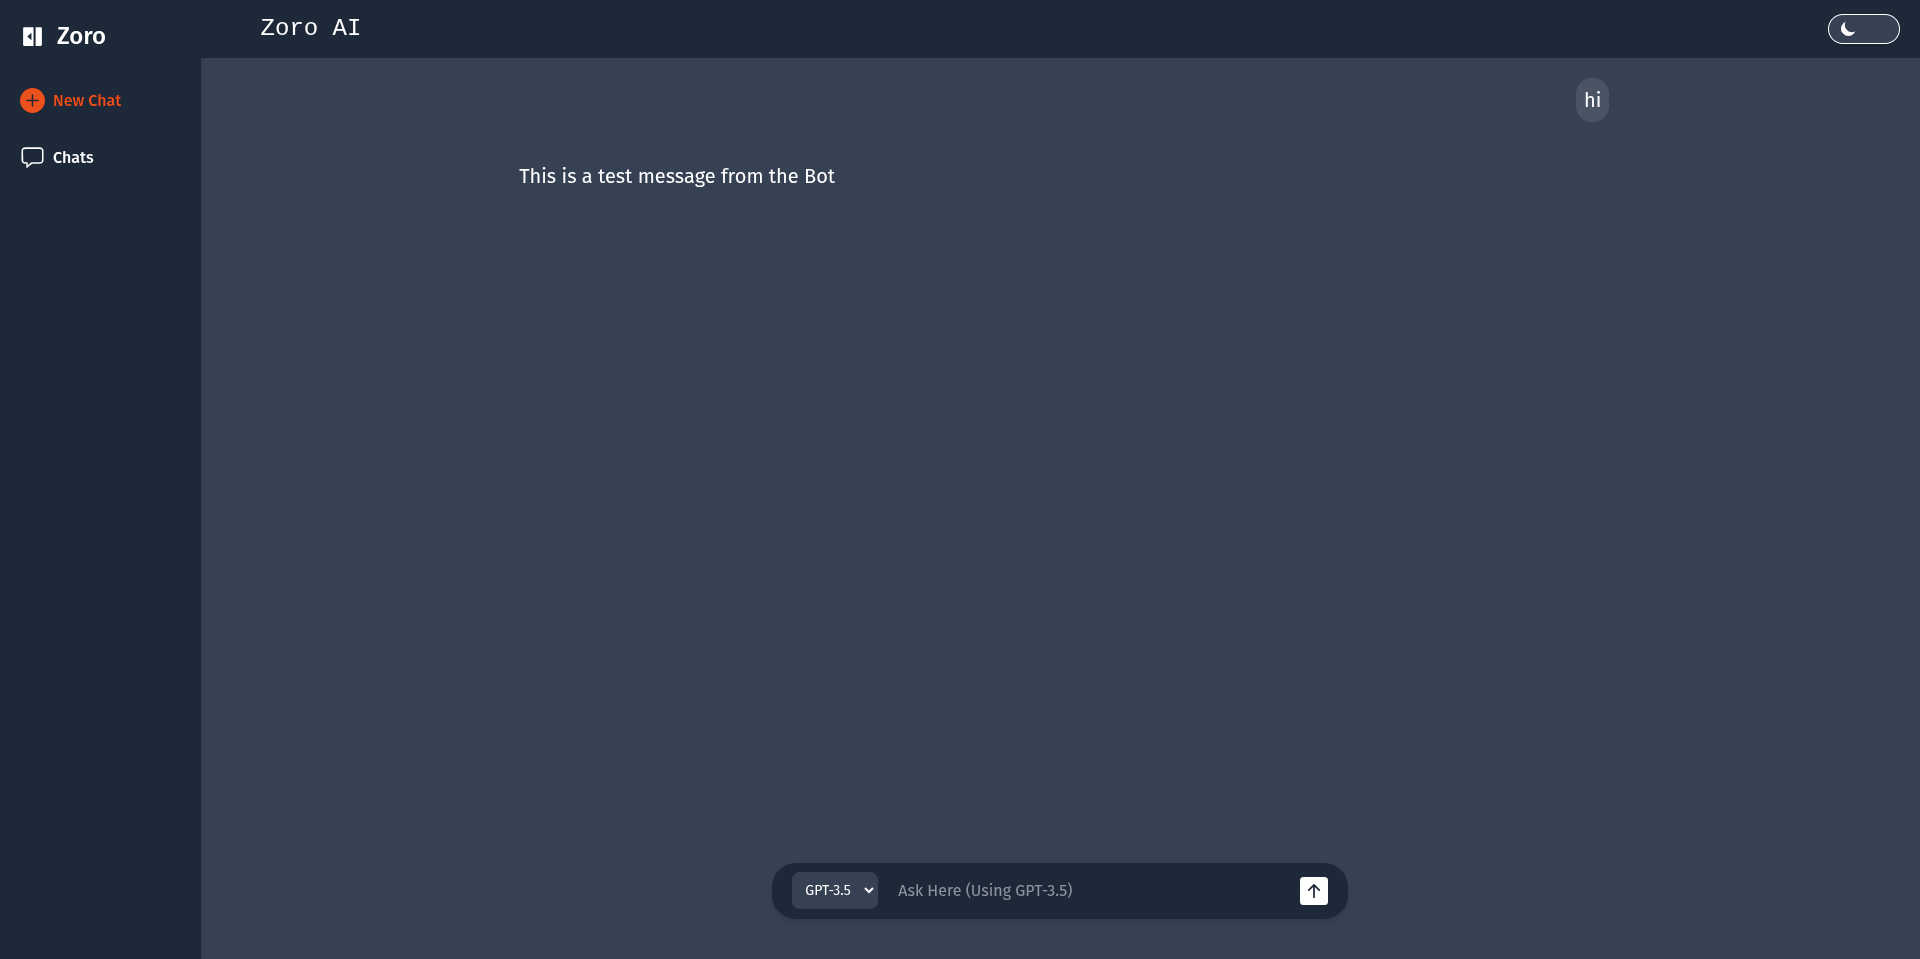 Zoro
Zoro AI
New Chat
Chats
hi
This is a test message from the Bot
GPT-3.5
Ask Here (Using GPT-3.5)